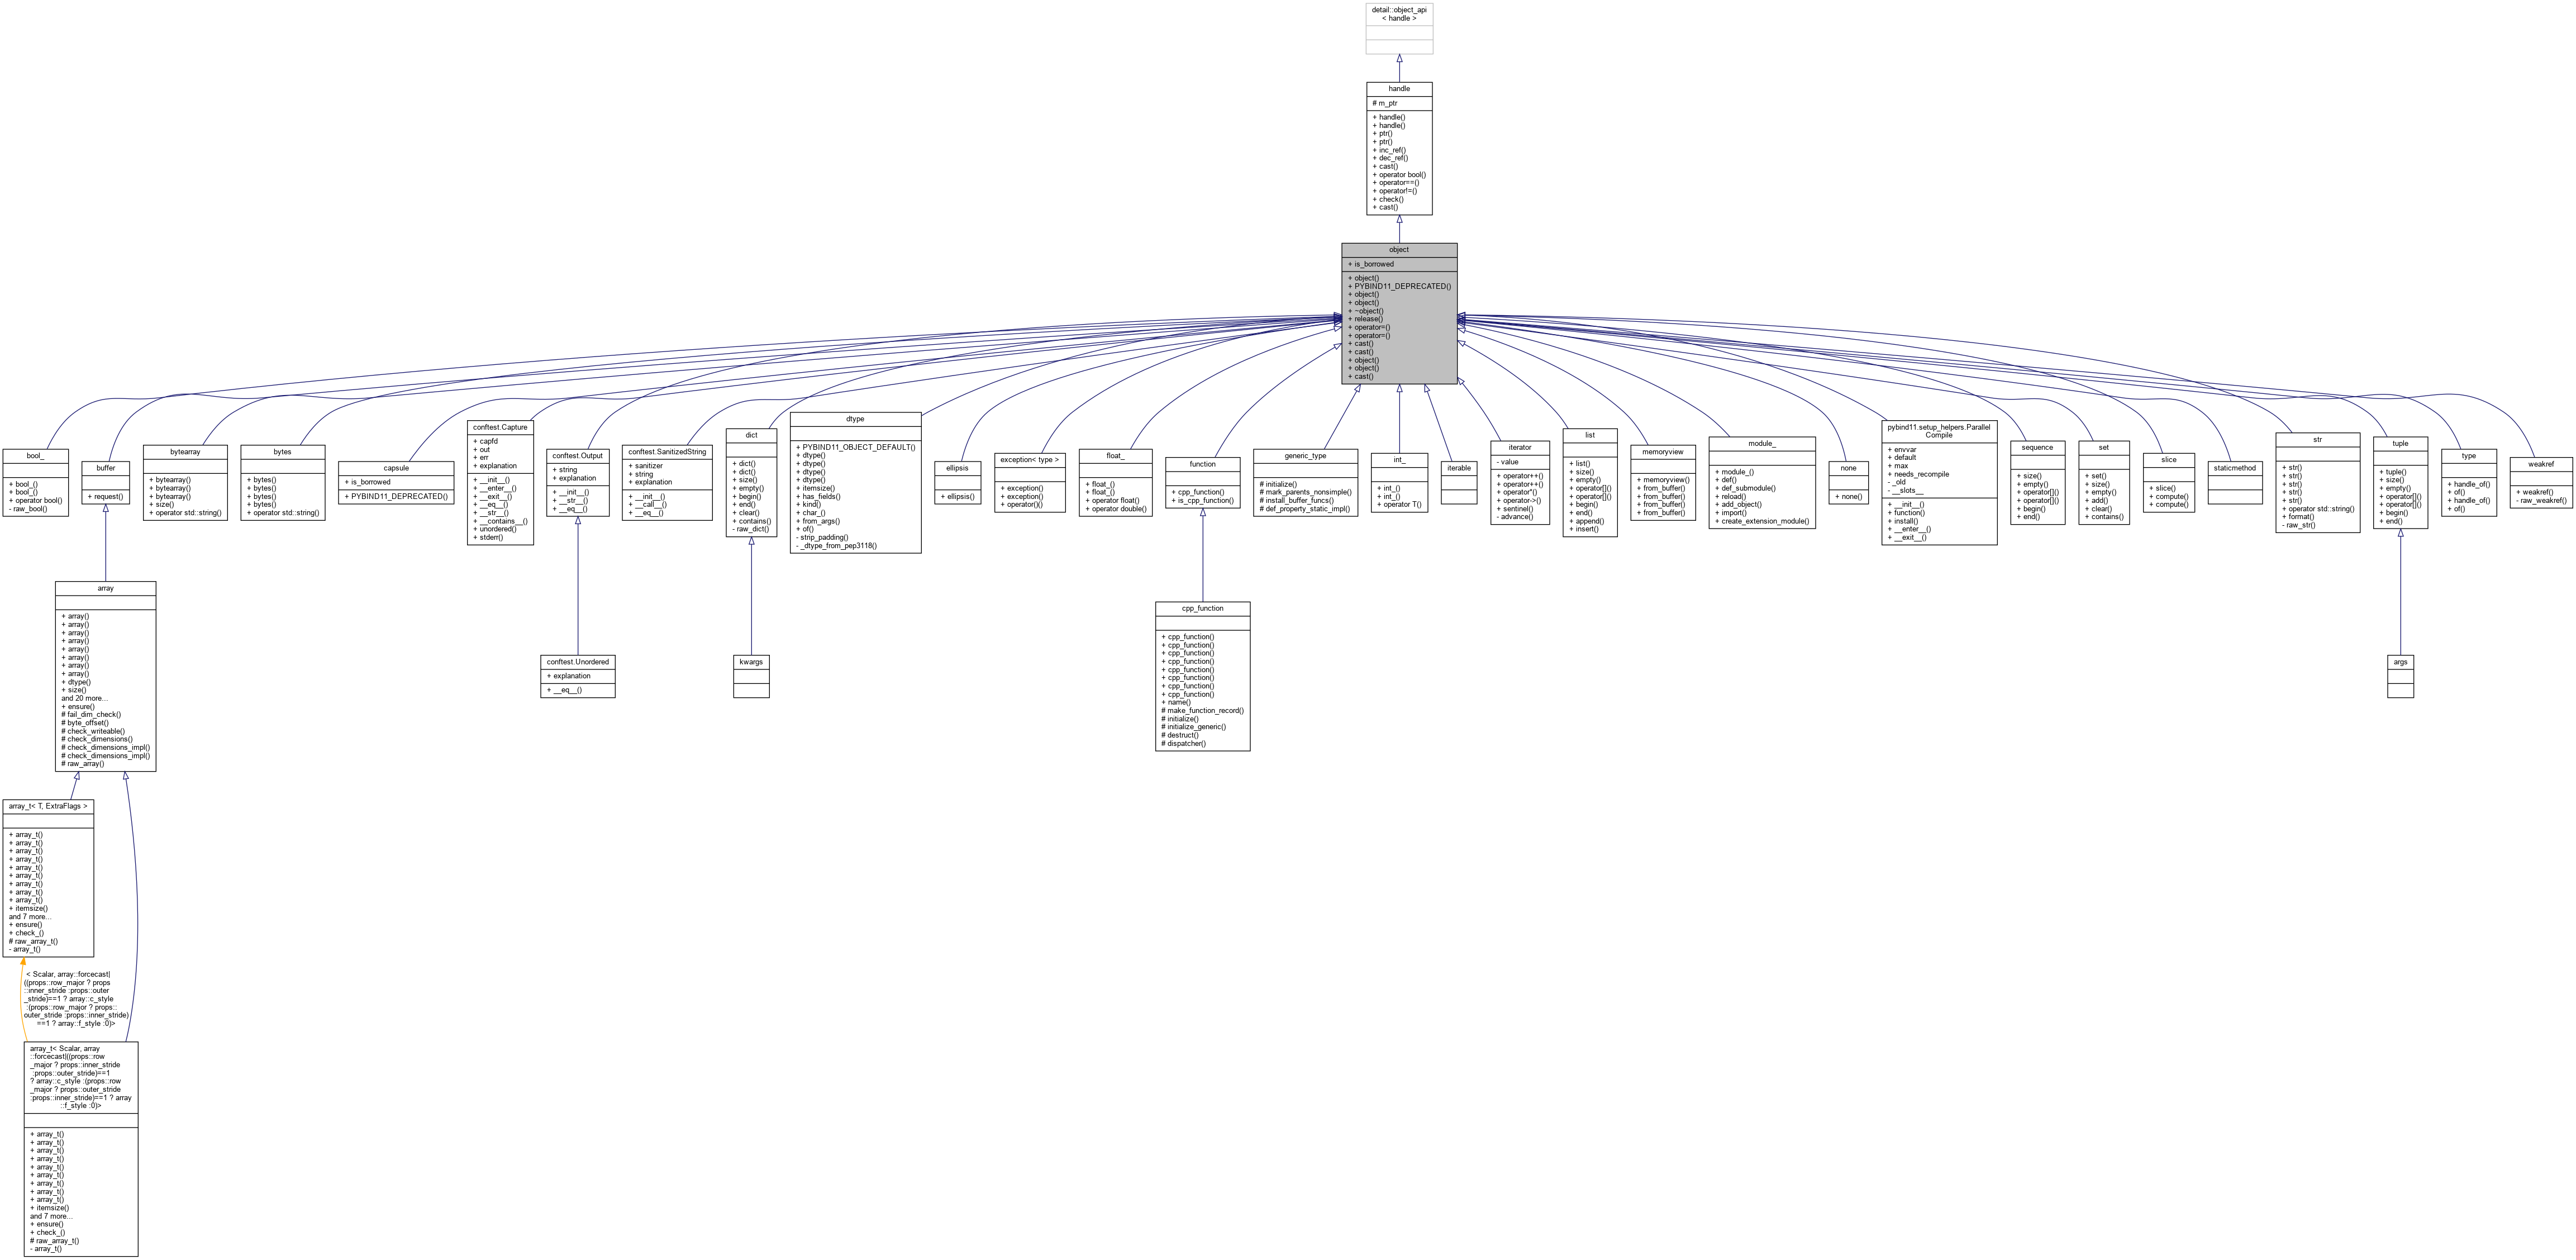 detail::object_api
< handle >
handle
# m_ptr
+ handle()
+ handle()
+ ptr()
+ ptr()
+ inc_ref()
+ dec_ref()
+ cast()
+ operator bool()
+ operator==()
+ operator!=()
+ check()
+ cast()
object
+ is_borrowed
+ object()
+ PYBIND11_DEPRECATED()
+ object()
+ object()
+ ~object()
+ release()
+ operator=()
+ operator=()
+ cast()
+ cast()
+ object()
+ object()
+ cast()
bool_
+ bool_()
+ bool_()
+ operator bool()
- raw_bool()
buffer
+ request()
bytearray
+ bytearray()
+ bytearray()
+ bytearray()
+ size()
+ operator std::string()
bytes
+ bytes()
+ bytes()
+ bytes()
+ bytes()
+ operator std::string()
capsule
+ is_borrowed
+ PYBIND11_DEPRECATED()
conftest.Capture
+ capfd
+ out
+ err
+ explanation
+ __init__()
+ __enter__()
+ __exit__()
+ __eq__()
+ __str__()
+ __contains__()
+ unordered()
+ stderr()
conftest.Output
+ string
+ explanation
+ __init__()
+ __str__()
+ __eq__()
conftest.SanitizedString
+ sanitizer
+ string
+ explanation
+ __init__()
+ __call__()
+ __eq__()
dict
+ dict()
+ dict()
+ size()
+ empty()
+ begin()
+ end()
+ clear()
+ contains()
- raw_dict()
dtype
+ PYBIND11_OBJECT_DEFAULT()
+ dtype()
+ dtype()
+ dtype()
+ dtype()
+ itemsize()
+ has_fields()
+ kind()
+ char_()
+ from_args()
+ of()
- strip_padding()
- _dtype_from_pep3118()
ellipsis
+ ellipsis()
exception< type >
+ exception()
+ exception()
+ operator()()
float_
+ float_()
+ float_()
+ operator float()
+ operator double()
function
+ cpp_function()
+ is_cpp_function()
generic_type
# initialize()
# mark_parents_nonsimple()
# install_buffer_funcs()
# def_property_static_impl()
int_
+ int_()
+ int_()
+ operator T()
iterable
iterator
- value
+ operator++()
+ operator++()
+ operator*()
+ operator->()
+ sentinel()
- advance()
list
+ list()
+ size()
+ empty()
+ operator[]()
+ operator[]()
+ begin()
+ end()
+ append()
+ insert()
memoryview
+ memoryview()
+ from_buffer()
+ from_buffer()
+ from_buffer()
+ from_buffer()
module_
+ module_()
+ def()
+ def_submodule()
+ reload()
+ add_object()
+ import()
+ create_extension_module()
none
+ none()
pybind11.setup_helpers.Parallel
Compile
+ envvar
+ default
+ max
+ needs_recompile
- _old
- __slots__
+ __init__()
+ function()
+ install()
+ __enter__()
+ __exit__()
sequence
+ size()
+ empty()
+ operator[]()
+ operator[]()
+ begin()
+ end()
set
+ set()
+ size()
+ empty()
+ add()
+ clear()
+ contains()
slice
+ slice()
+ compute()
+ compute()
staticmethod
str
+ str()
+ str()
+ str()
+ str()
+ str()
+ operator std::string()
+ format()
- raw_str()
tuple
+ tuple()
+ size()
+ empty()
+ operator[]()
+ operator[]()
+ begin()
+ end()
type
+ handle_of()
+ of()
+ handle_of()
+ of()
weakref
+ weakref()
- raw_weakref()
array
+ array()
+ array()
+ array()
+ array()
+ array()
+ array()
+ array()
+ array()
+ dtype()
+ size()
and 20 more...
+ ensure()
# fail_dim_check()
# byte_offset()
# check_writeable()
# check_dimensions()
# check_dimensions_impl()
# check_dimensions_impl()
# raw_array()
conftest.Unordered
+ explanation
+ __eq__()
kwargs
cpp_function
+ cpp_function()
+ cpp_function()
+ cpp_function()
+ cpp_function()
+ cpp_function()
+ cpp_function()
+ cpp_function()
+ cpp_function()
+ name()
# make_function_record()
# initialize()
# initialize_generic()
# destruct()
# dispatcher()
args
array_t< T, ExtraFlags >
+ array_t()
+ array_t()
+ array_t()
+ array_t()
+ array_t()
+ array_t()
+ array_t()
+ array_t()
+ array_t()
+ itemsize()
and 7 more...
+ ensure()
+ check_()
# raw_array_t()
- array_t()
< Scalar, array::forcecast|
((props::row_major ? props
::inner_stride :props::outer
_stride)==1 ? array::c_style
:(props::row_major ? props::
outer_stride :props::inner_stride)
==1 ? array::f_style :0)>
array_t< Scalar, array
::forcecast|((props::row
_major ? props::inner_stride
:props::outer_stride)==1
? array::c_style :(props::row
_major ? props::outer_stride
:props::inner_stride)==1 ? array
::f_style :0)>
+ array_t()
+ array_t()
+ array_t()
+ array_t()
+ array_t()
+ array_t()
+ array_t()
+ array_t()
+ array_t()
+ itemsize()
and 7 more...
+ ensure()
+ check_()
# raw_array_t()
- array_t()